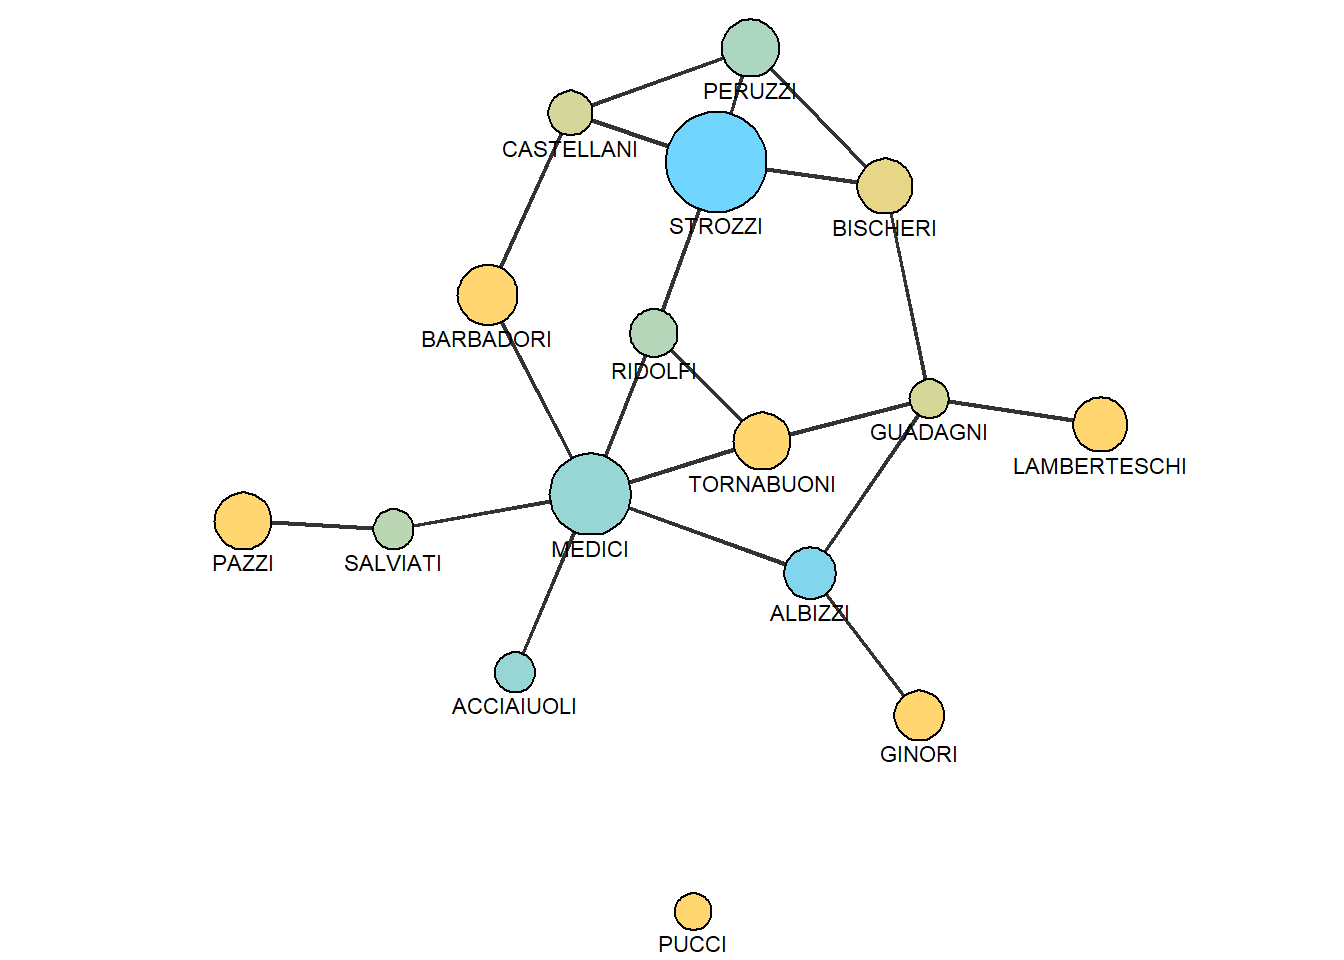 PERUZZI
CASTELLANI
STROZZI
BISCHERI
BARBADORI
RIDOLFI
GUADAGNI
LAMBERTESCHI
TORNABUONI
MEDICI
PAZZI
SALVIATI
ALBIZZI
ACCIAIUOLI
GINORI
PUCCI